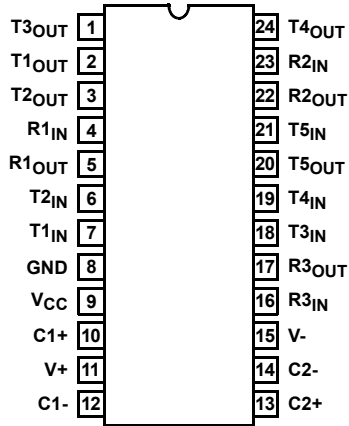 T3OUT 1 24 T4OUT
T1OUT 2 23 R2IN
T2OUT 3 22 R2OUT
R1IN 4 21 T5IN
R1OUT 5 20 T5OUT
T2IN 6 19 T4IN
T1IN 7 18 T3IN
GND 8 17 R3OUT
VCC 9 16 R3IN
C1+ 10 15 V-
V+ 11 14 C2-
C1- 12 13 C2+